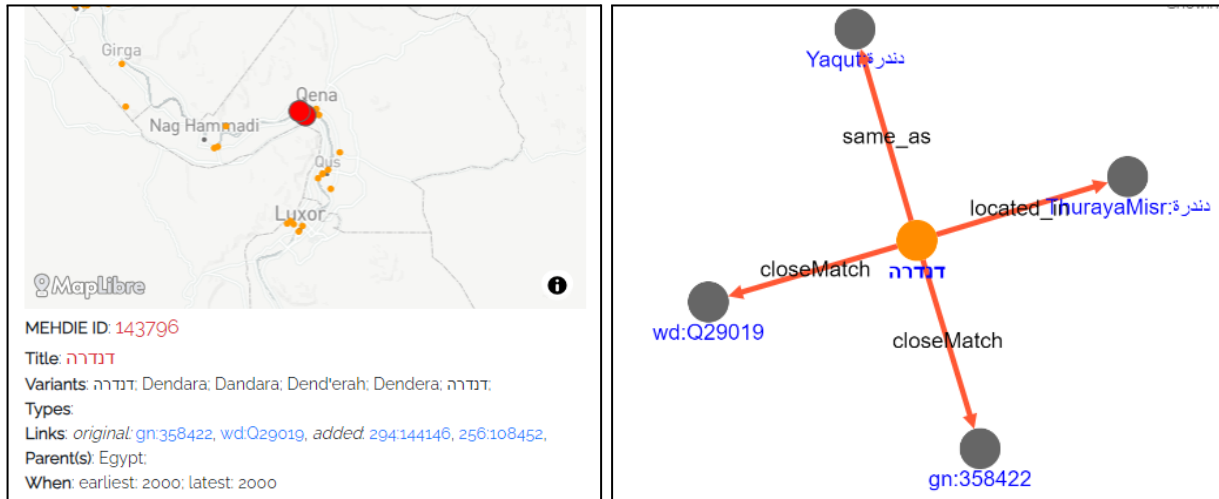 Girga
Qena
Nag Hammadi
Qus
Luxor
MapLibre
MEHDIE ID: 143796
Title: דנדרה
Variants: דנדרה; Dendara; Dandara; Dend'erah; Dendera; דנדרה;
Types:
Links: original: gn:358422, wd:Q29019, added: 294:144146, 256:108452,
Parent(s): Egypt;
When: earliest: 2000; latest: 2000
Yaqut:دندرة
same_as
located_in
ThurayaMisr:دندرة
closeMatch
דנדרה
wd:Q29019
closeMatch
gn:358422